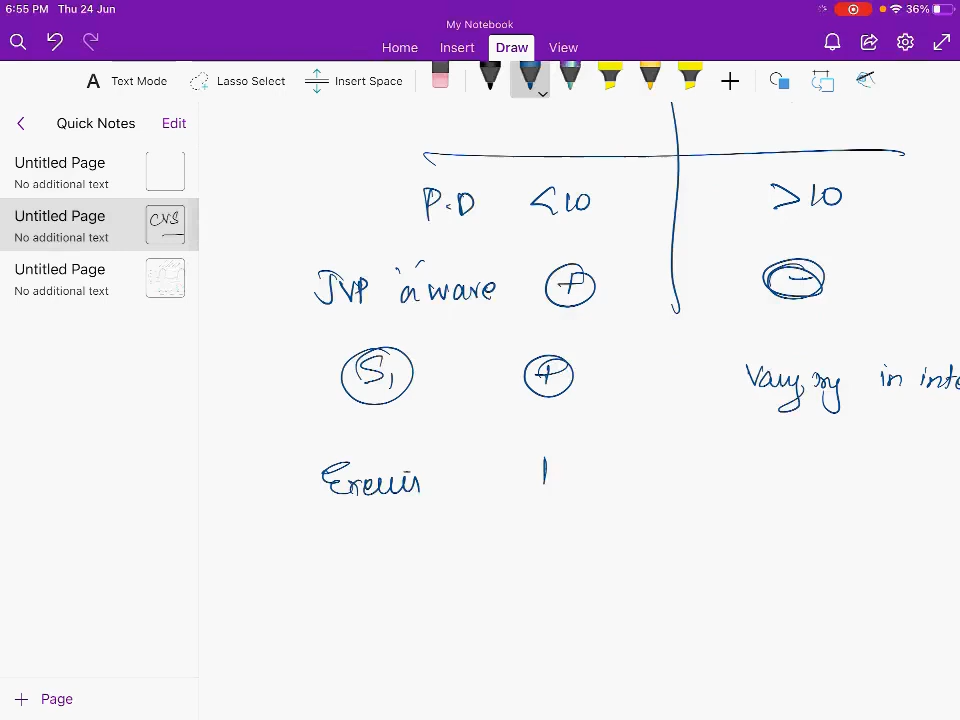 6:55 PM Thu 24 Jun
36%
My Notebook
Home Insert Draw View
Text Mode Lasso Select Insert Space
Quick Notes Edit
Untitled Page
No additional text
Untitled Page
No additional text
CNS
Untitled Page
No additional text
Page
P.D <10 >10
JVP "a" wave + -
S1 + Varying in inte